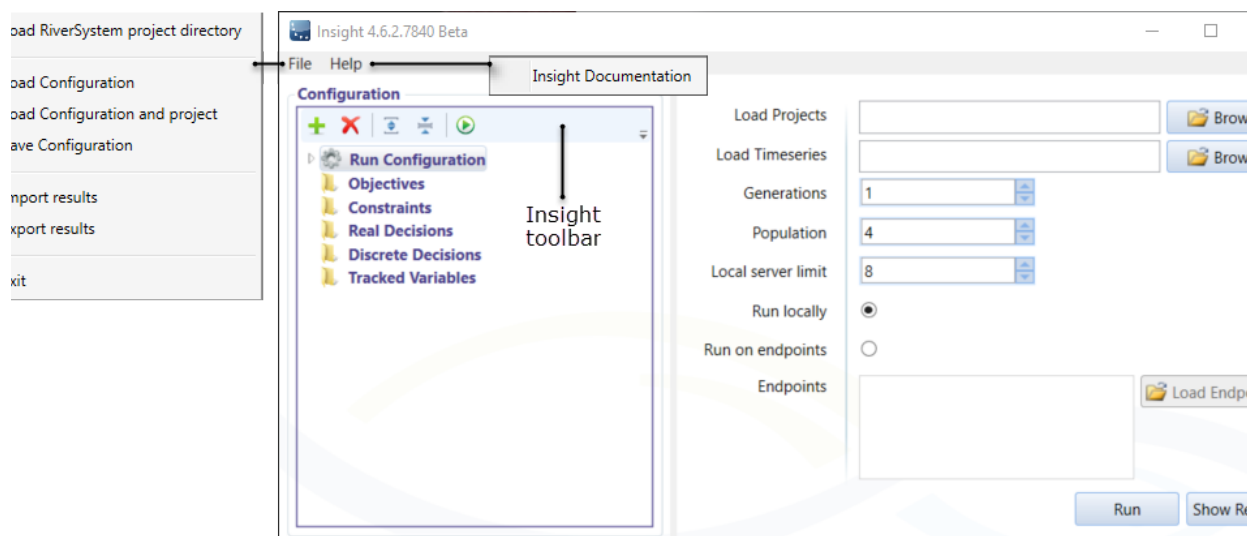 oad RiverSystem project directory
oad Configuration
oad Configuration and project
ave Configuration
mport results
xport results
xit
Insight 4.6.2.7840 Beta
File Help
Insight Documentation
Configuration
Run Configuration
Objectives
Constraints
Real Decisions
Discrete Decisions
Tracked Variables
Insight
toolbar
Load Projects
Brow
Load Timeseries
Brow
Generations
1
Population
4
Local server limit
8
Run locally
Run on endpoints
Endpoints
Load Endp
Run
Show Re